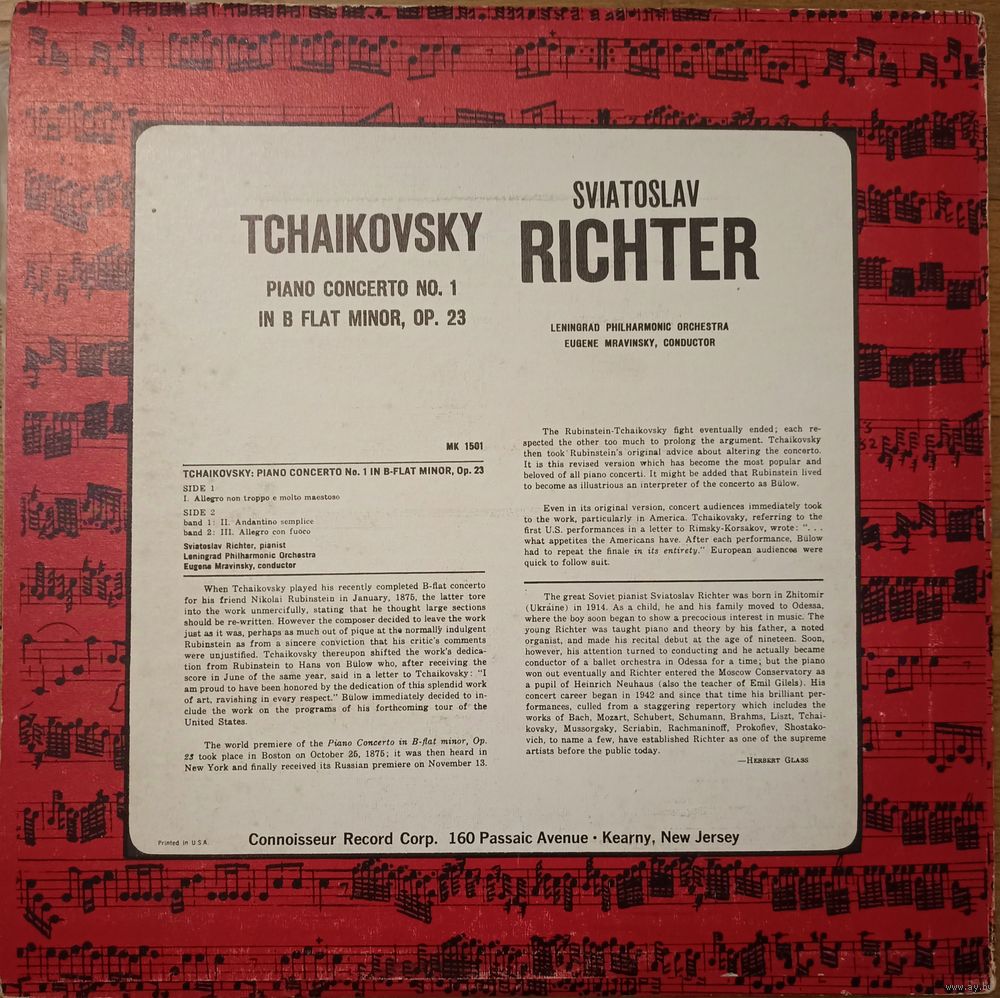 TCHAIKOVSKY
PIANO CONCERTO NO. 1
IN B FLAT MINOR, OP. 23
SVIATOSLAV
RICHTER
LENINGRAD PHILHARMONIC ORCHESTRA
EUGENE MRAVINSKY, CONDUCTOR
MK 1501
TCHAIKOVSKY: PIANO CONCERTO No. 1 IN B-FLAT MINOR, Op. 23
SIDE 1
I. Allegro non troppo e molto maestoso
SIDE 2
band 1: II. Andantino semplice
band 2: III. Allegro con fuoco
Sviatoslav Richter, pianist
Leningrad Philharmonic Orchestra
Eugene Mravinsky, conductor
When Tchaikovsky played his recently completed B-flat concerto
for his friend Nikolai Rubinstein in January, 1875, the latter tore
into the work unmercifully, stating that he thought large sections
should be re-written. However the composer decided to leave the work
just as it was, perhaps as much out of pique at the normally indulgent
Rubinstein as from a sincere conviction that his critic's comments
were unjustified. Tchaikovsky thereupon shifted the work's dedica-
tion from Rubinstein to Hans von Bülow who, after receiving the
score in June of the same year, said in a letter to Tchaikovsky: "I
am proud to have been honored by the dedication of this splendid work
of art, ravishing in every respect." Bülow immediately decided to in-
clude the work on the programs of his forthcoming tour of the
United States.
The world premiere of the Piano Concerto in B-flat minor, Op.
23 took place in Boston on October 25, 1875; it was then heard in
New York and finally received its Russian premiere on November 13.
The Rubinstein-Tchaikovsky fight eventually ended; each re-
spected the other too much to prolong the argument. Tchaikovsky
then took Rubinstein's original advice about altering the concerto.
It is this revised version which has become the most popular and
beloved of all piano concerti. It might be added that Rubinstein lived
to become as illustrious an interpreter of the concerto as Bülow.
Even in its original version, concert audiences immediately took
to the work, particularly in America. Tchaikovsky, referring to the
first U.S. performances in a letter to Rimsky-Korsakov, wrote: ". . .
what appetites the Americans have. After each performance, Bülow
had to repeat the finale in its entirety." European audiences were
quick to follow suit.
The great Soviet pianist Sviatoslav Richter was born in Zhitomir
(Ukraine) in 1914. As a child, he and his family moved to Odessa,
where the boy soon began to show a precocious interest in music. The
young Richter was taught piano and theory by his father, a noted
organist, and made his recital debut at the age of nineteen. Soon,
however, his attention turned to conducting and he actually became
conductor of a ballet orchestra in Odessa for a time; but the piano
won out eventually and Richter entered the Moscow Conservatory as
a pupil of Heinrich Neuhaus (also the teacher of Emil Gilels). His
concert career began in 1942 and since that time his brilliant per-
formances, culled from a staggering repertory which includes the
works of Bach, Mozart, Schubert, Schumann, Brahms, Liszt, Tchai-
kovsky, Mussorgsky, Scriabin, Rachmaninoff, Prokofiev, Shostako-
vich, to name a few, have established Richter as one of the supreme
artists before the public today.
—HERBERT GLASS
Printed in U.S.A.
Connoisseur Record Corp. 160 Passaic Avenue • Kearny, New Jersey
www.ay.by